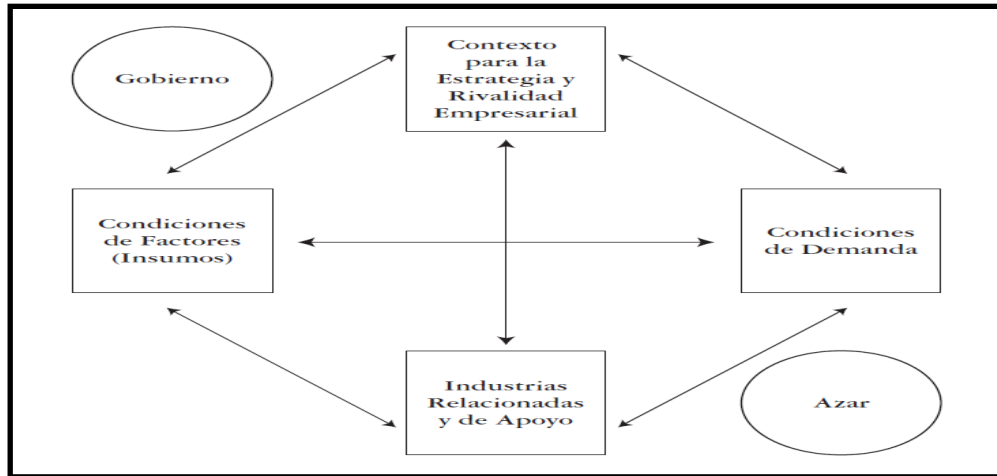 Gobierno
Contexto
para la
Estrategia y
Rivalidad
Empresarial
Condiciones
de Factores
(Insumos)
Condiciones
de Demanda
Industrias
Relacionadas
y de Apoyo
Azar